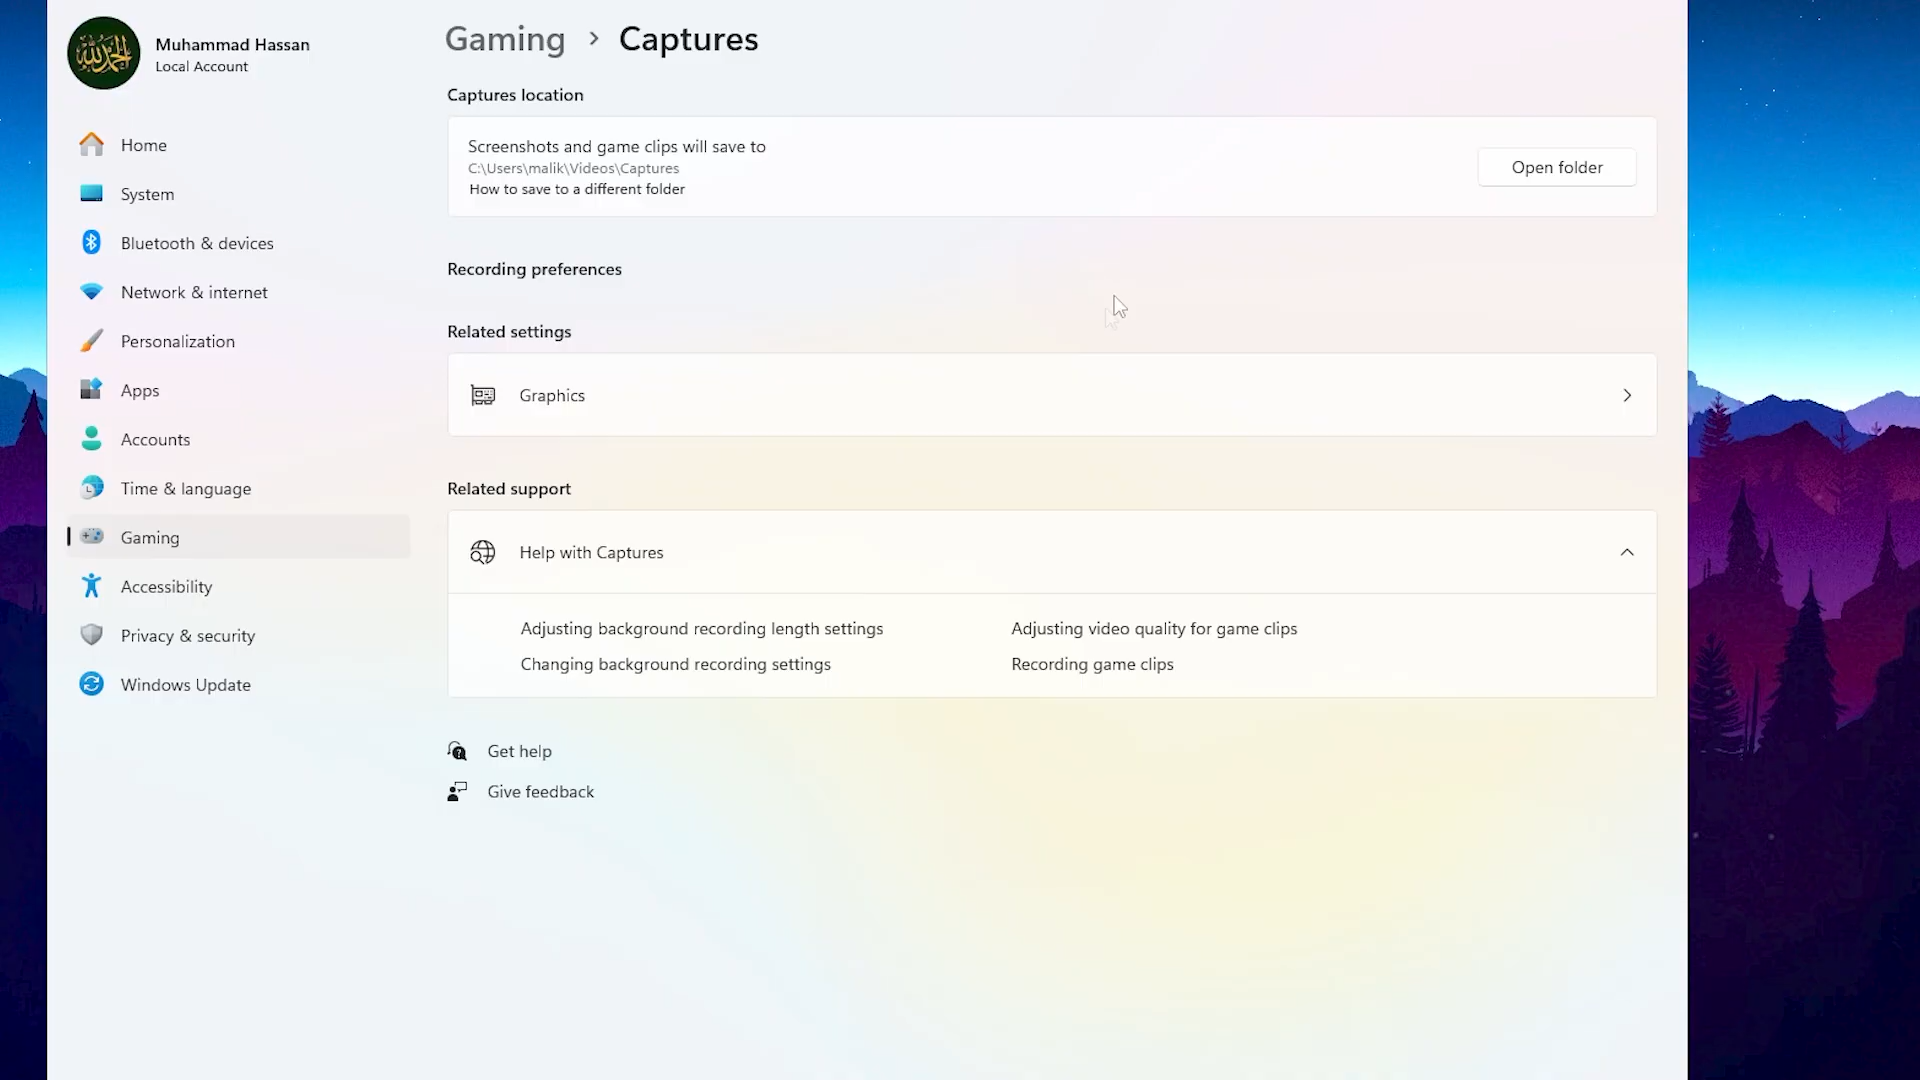 Muhammad Hassan
Local Account
Home
System
Bluetooth & devices
Network & internet
Personalization
Apps
Accounts
Time & language
Gaming
Accessibility
Privacy & security
Windows Update
Gaming > Captures
Captures location
Screenshots and game clips will save to
C:\Users\malik\Videos\Captures
How to save to a different folder
Open folder
Recording preferences
Related settings
Graphics
Related support
Help with Captures
Adjusting background recording length settings
Adjusting video quality for game clips
Changing background recording settings
Recording game clips
Get help
Give feedback